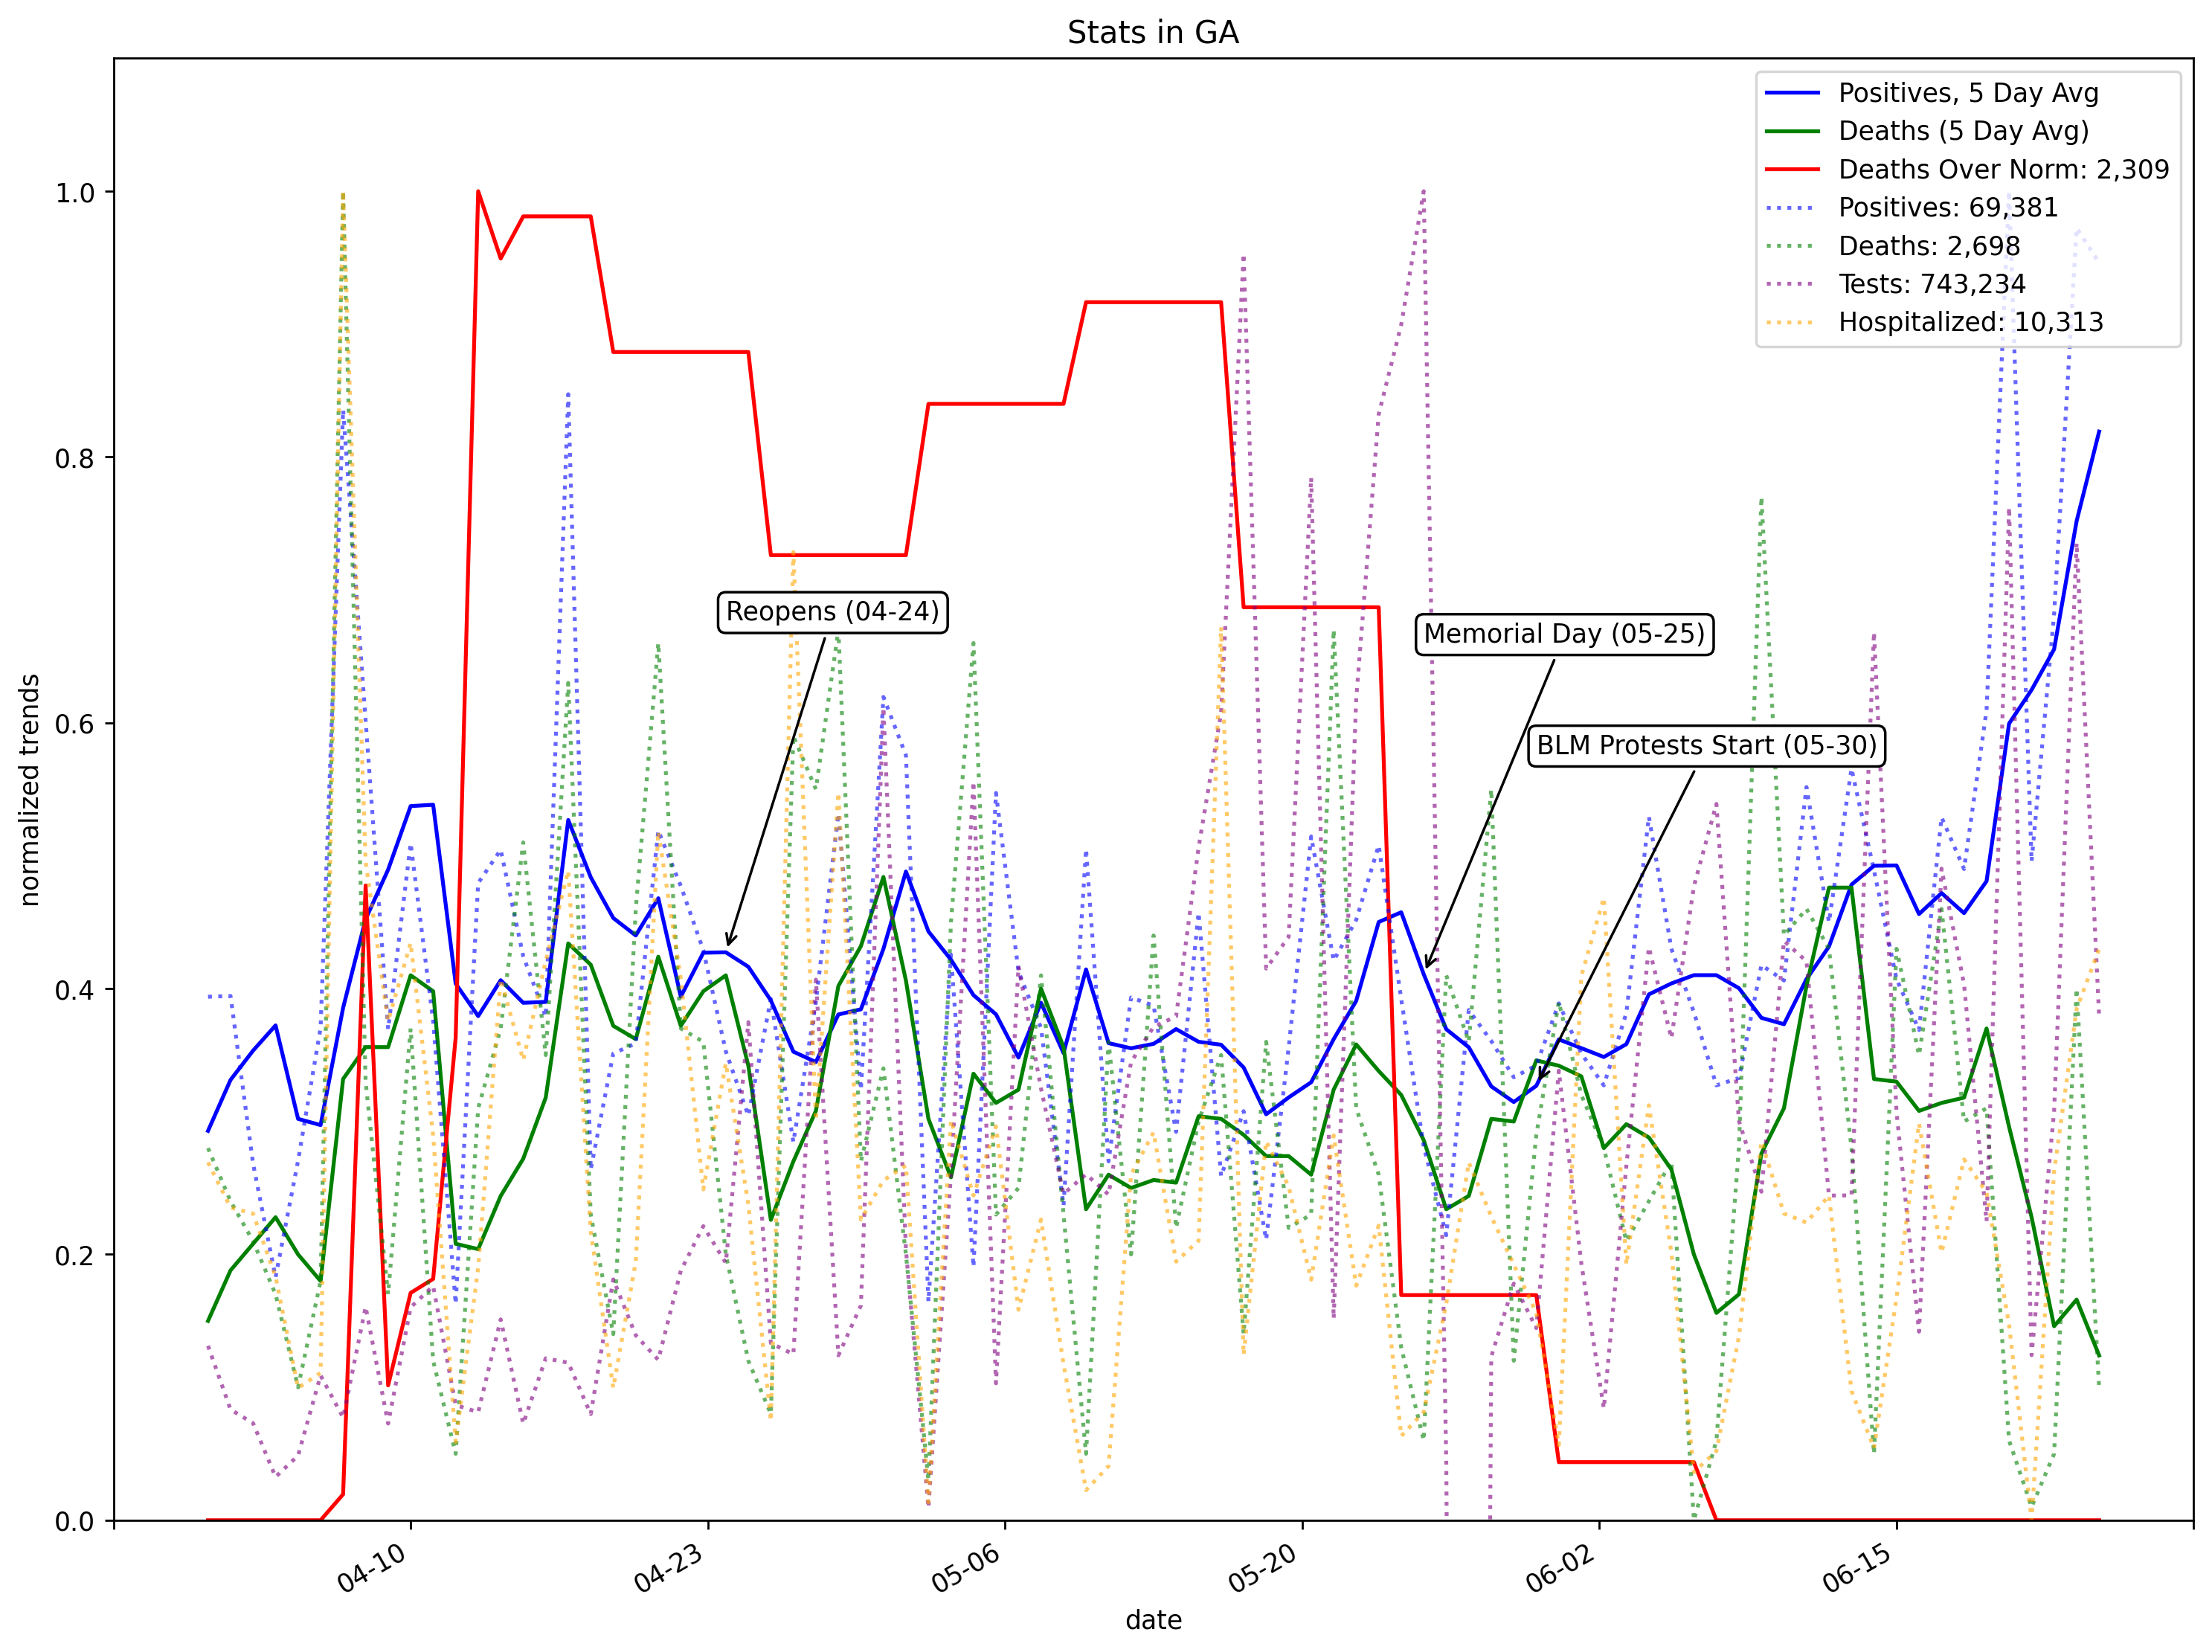 Stats in GA
Positives, 5 Day Avg
Deaths (5 Day Avg)
Deaths Over Norm: 2,309
Positives: 69,381
Deaths: 2,698
Tests: 743,234
Hospitalized: 10,313
1.0
0.8
0.6
0.4
0.2
0.0
normalized trends
Reopens (04-24)
Memorial Day (05-25)
BLM Protests Start (05-30)
04-10
04-23
05-06
05-20
06-02
06-15
date